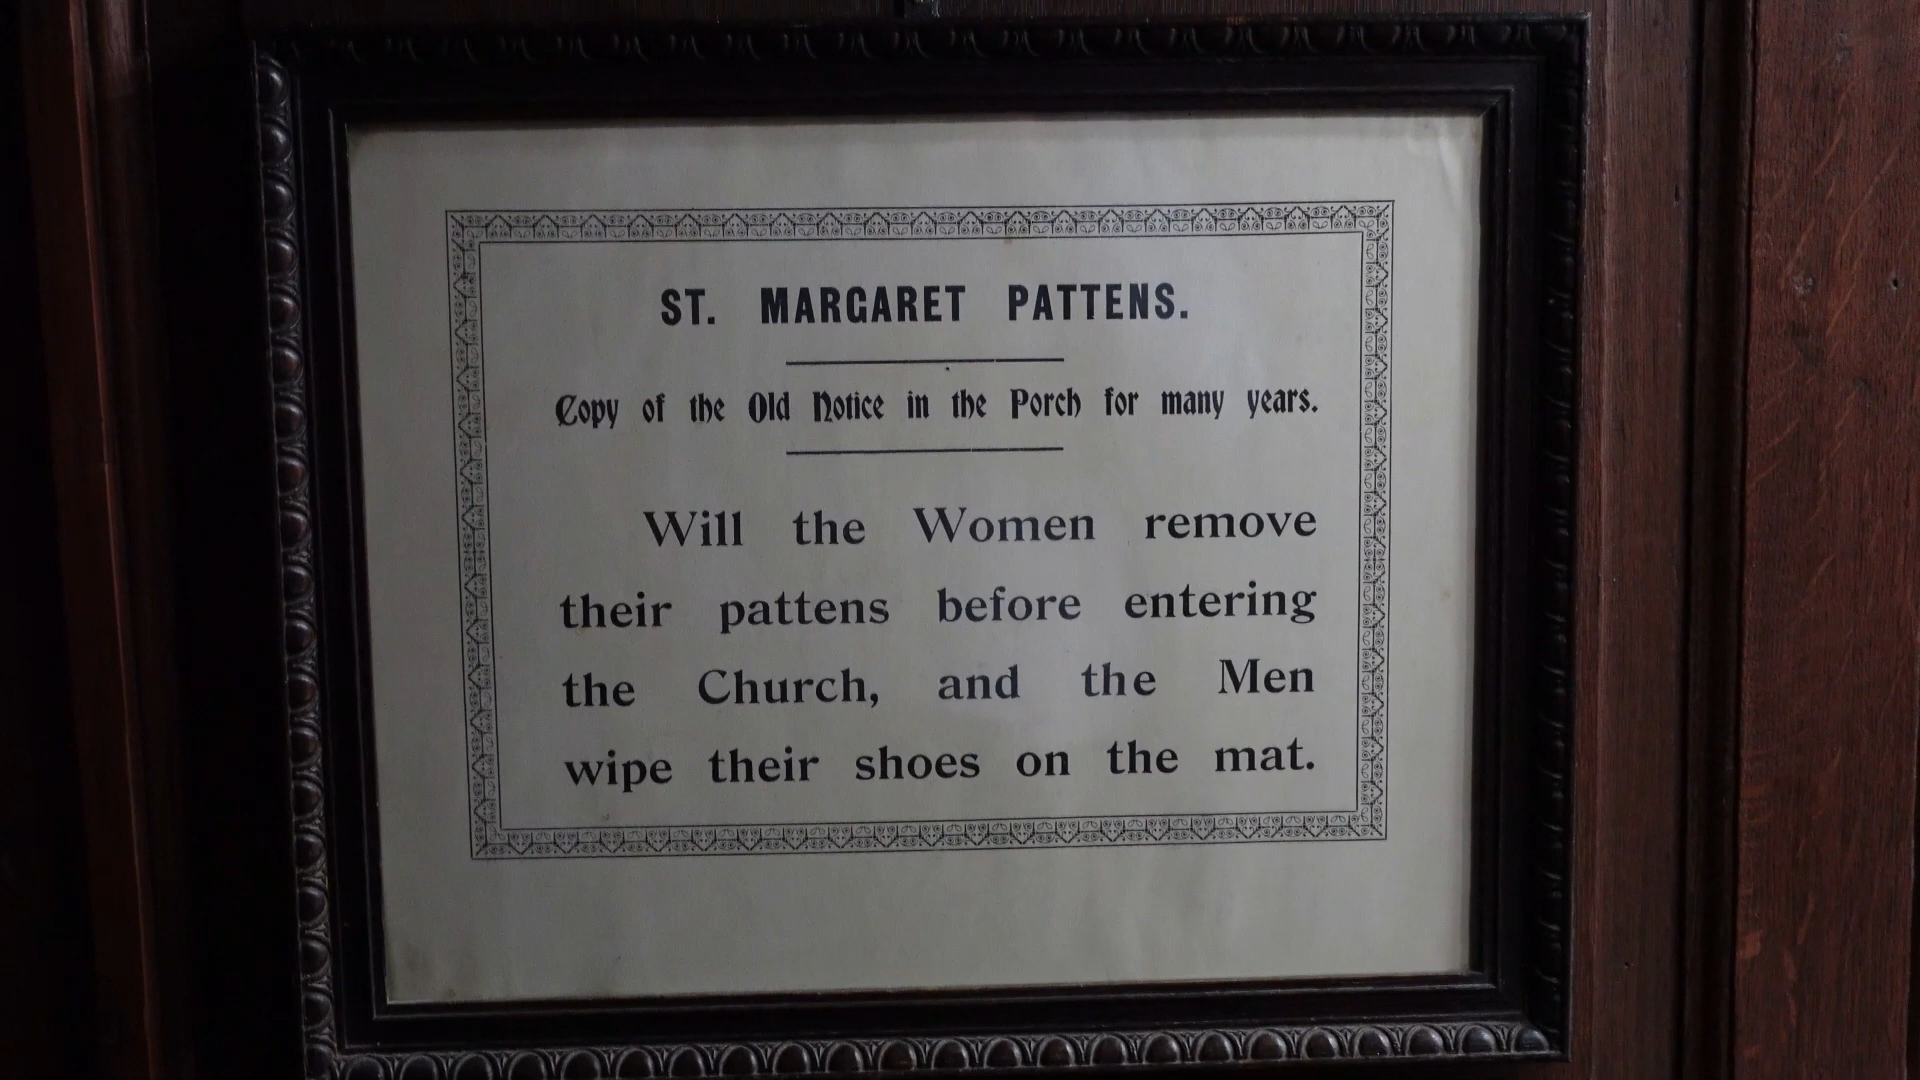 ST. MARGARET PATTENS.
Copy of the Old Notice in the Porch for many years.
Will the Women remove
their pattens before entering
the Church, and the Men
wipe their shoes on the mat.